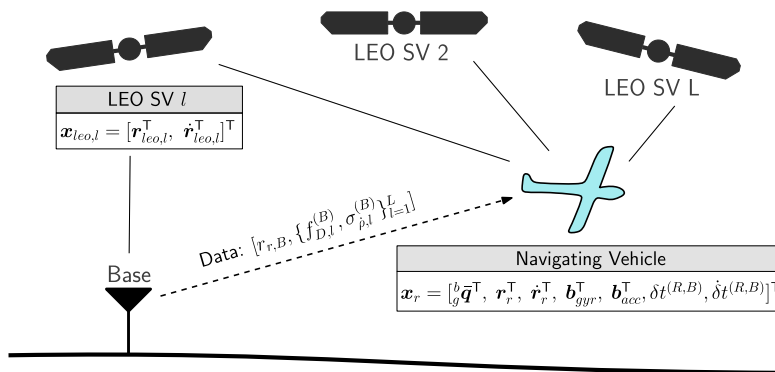 LEO SV 2
LEO SV L
LEO SV l
x_{leo,l} = [r^T_{leo,l}, ṙ^T_{leo,l}]^T
Data: [r_{r,B}, {f^{(B)}_{D,l}, σ^{(B)}_{ρ̇,l}}^L_{l=1}]
Base
Navigating Vehicle
x_r = [^b_g q̄^T, r^T_r, ṙ^T_r, b^T_{gyr}, b^T_{acc}, δt^{(R,B)}, δ̇t^{(R,B)}]^T